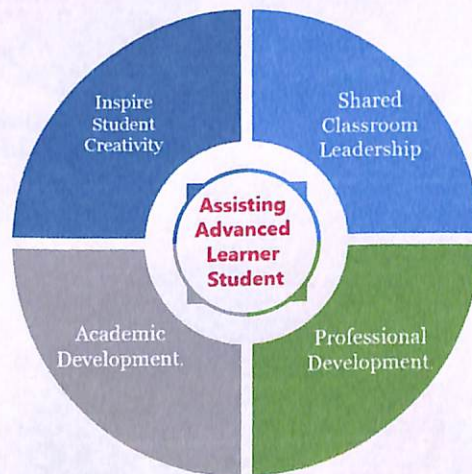 Inspire
Student
Creativity
Shared
Classroom
Leadership
Assisting
Advanced
Learner
Student
Academic
Development.
Professional
Development.